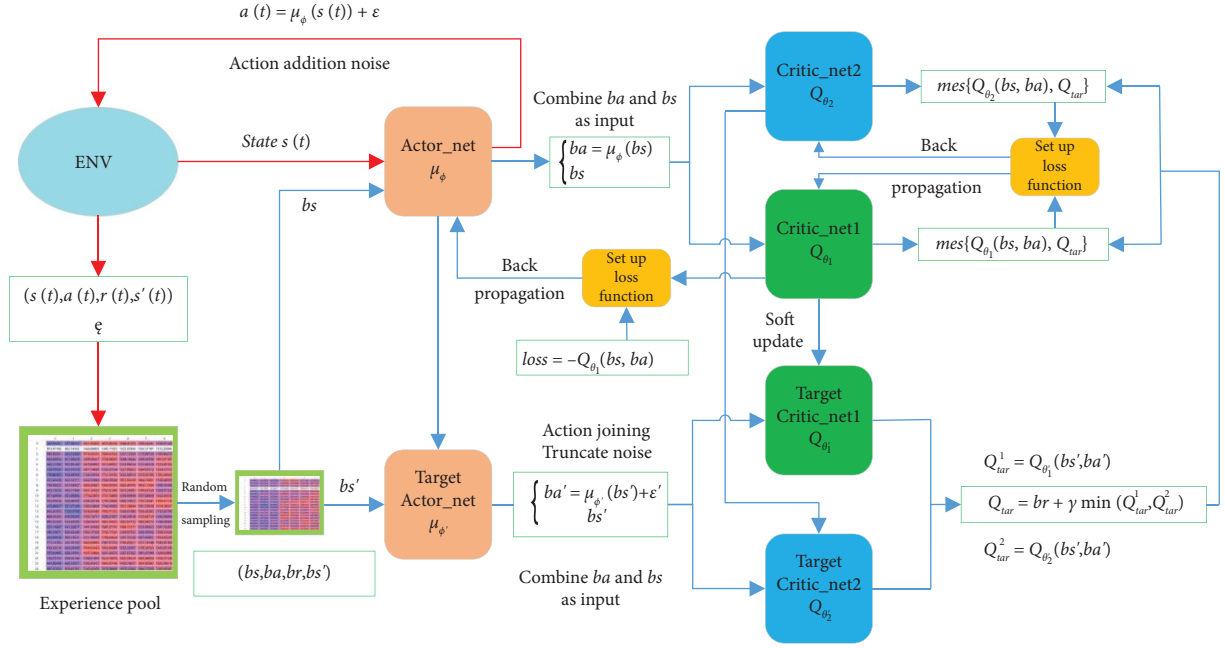 a (t) = μ_ϕ (s (t)) + ε
Action addition noise
ENV
State s (t)
bs
(s (t),a (t),r (t),s′ (t))
ę
Experience pool
Random
sampling
(bs,ba,br,bs′)
bs′
Actor_net
μ_ϕ
Combine ba and bs
as input
{ ba = μ_ϕ (bs)
bs
Critic_net2
Q_θ₂
mes{Q_θ₂ (bs, ba), Q_tar}
Back
propagation
Set up
loss
function
Critic_net1
Q_θ₁
mes{Q_θ₁ (bs, ba), Q_tar}
Back
propagation
Set up
loss
function
loss = –Q_θ₁ (bs, ba)
Soft
update
Target
Actor_net
μ_ϕ′
Action joining
Truncate noise
{ ba′ = μ_ϕ′ (bs′)+ε′
bs′
Combine ba and bs
as input
Target
Critic_net1
Q_θ′₁
Target
Critic_net2
Q_θ′₂
Q¹_tar = Q_θ′₁ (bs′,ba′)
Q_tar = br + γ min (Q¹_tar,Q²_tar)
Q²_tar = Q_θ′₂ (bs′,ba′)